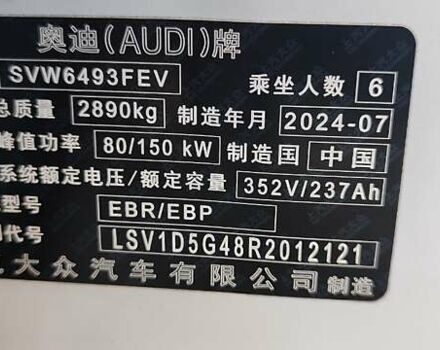 奥迪(AUDI)牌
SVW6493FEV 乘坐人数 6
总质量 2890kg 制造年月 2024-07
峰值功率 80/150 kW 制造国 中国
系统额定电压/额定容量 352V/237Ah
型号 EBR/EBP
代号 LSV1D5G48R2012121
大众汽车有限公司 制造